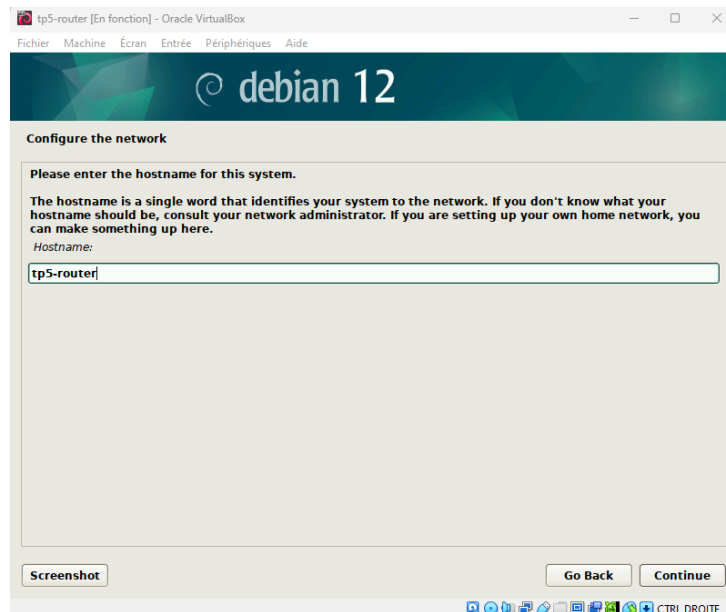 tp5-router [En fonction] - Oracle VirtualBox
Fichier Machine Écran Entrée Périphériques Aide
debian 12
Configure the network
Please enter the hostname for this system.
The hostname is a single word that identifies your system to the network. If you don't know what your
hostname should be, consult your network administrator. If you are setting up your own home network, you
can make something up here.
Hostname:
tp5-router
Screenshot
Go Back
Continue
CTRL DROITE